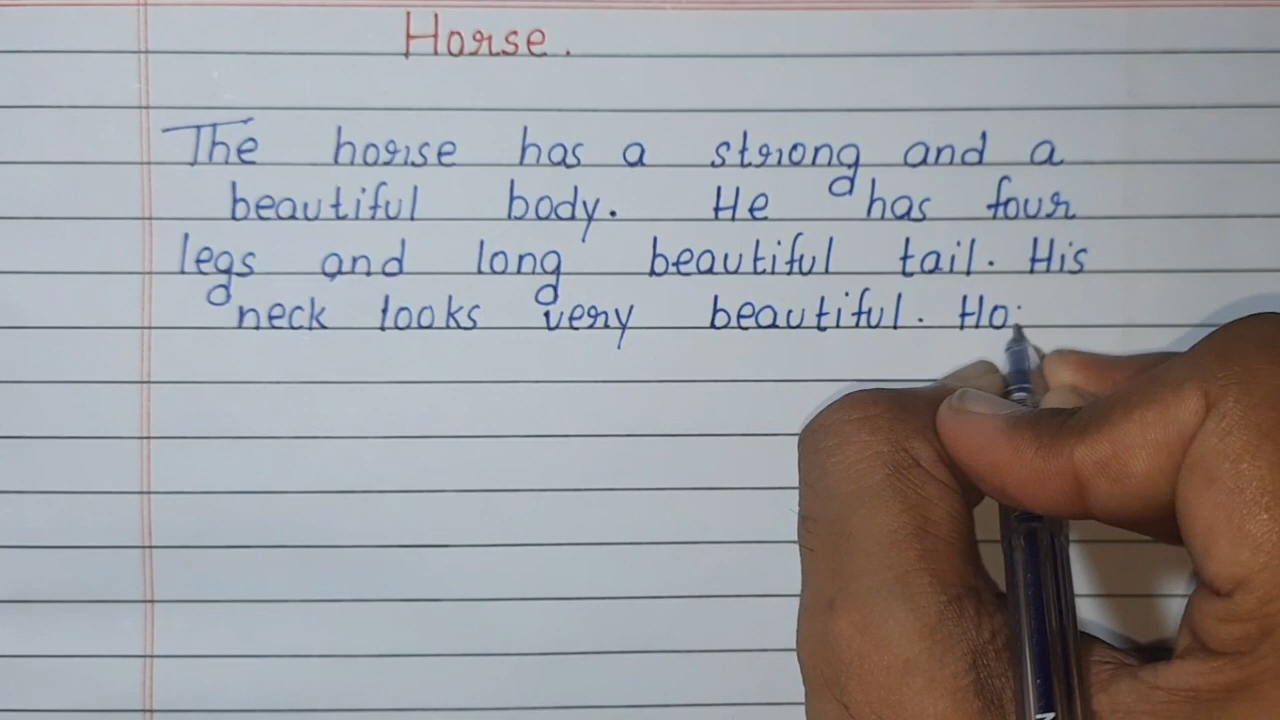 Horse.
The horse has a strong and a
beautiful body. He has four
legs and long beautiful tail. His
neck looks very beautiful. Ho